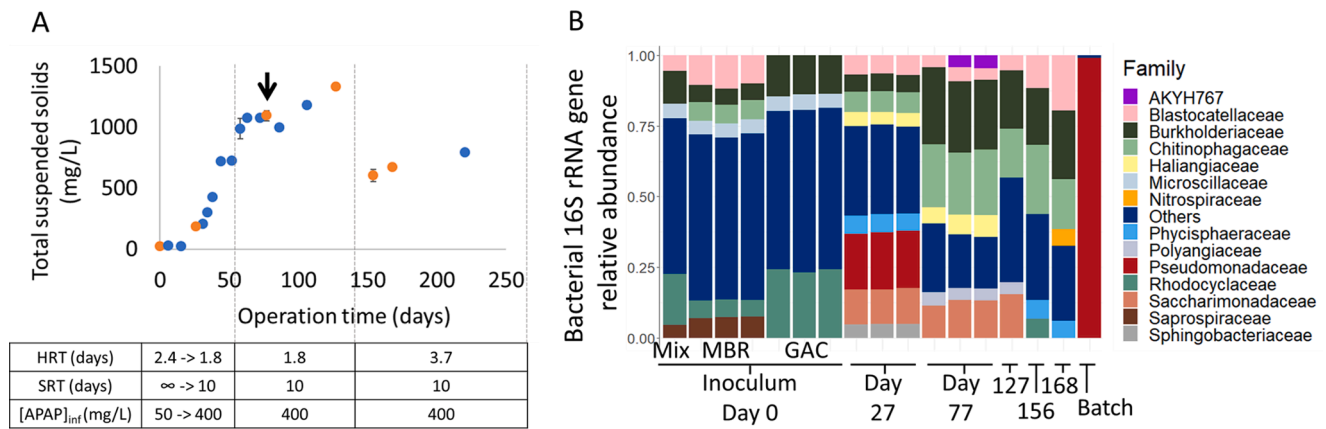 A
Total suspended solids
(mg/L)
1500
1000
500
0
0
50
100
150
200
250
Operation time (days)
HRT (days) 2.4 -> 1.8 1.8 3.7
SRT (days) ∞ -> 10 10 10
[APAP]inf (mg/L) 50 -> 400 400 400
B
Bacterial 16S rRNA gene
relative abundance
1.00
0.75
0.50
0.25
0.00
Mix MBR GAC
Inoculum
Day 0
Day
27
Day
77
127
156
168
Batch
Family
AKYH767
Blastocatellaceae
Burkholderiaceae
Chitinophagaceae
Haliangiaceae
Microscillaceae
Nitrospiraceae
Others
Phycisphaeraceae
Polyangiaceae
Pseudomonadaceae
Rhodocyclaceae
Saccharimonadaceae
Saprospiraceae
Sphingobacteriaceae